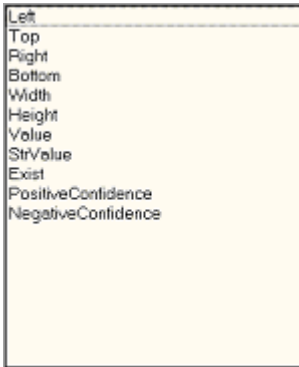 Left
Top
Right
Bottom
Width
Height
Value
StrValue
Exist
PositiveConfidence
NegativeConfidence